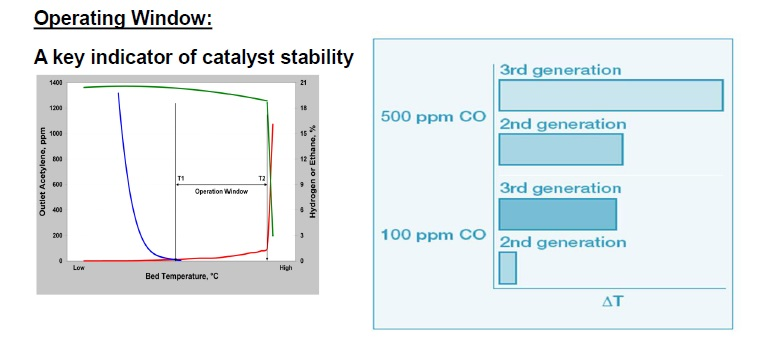 Operating Window:
A key indicator of catalyst stability
1400
1200
1000
800
600
400
200
0
Outlet Acetylene, ppm
21
18
15
12
9
6
3
0
Hydrogen or Ethane, %
T1
T2
Operation Window
Low
High
Bed Temperature, °C
3rd generation
500 ppm CO
2nd generation
3rd generation
100 ppm CO
2nd generation
ΔT